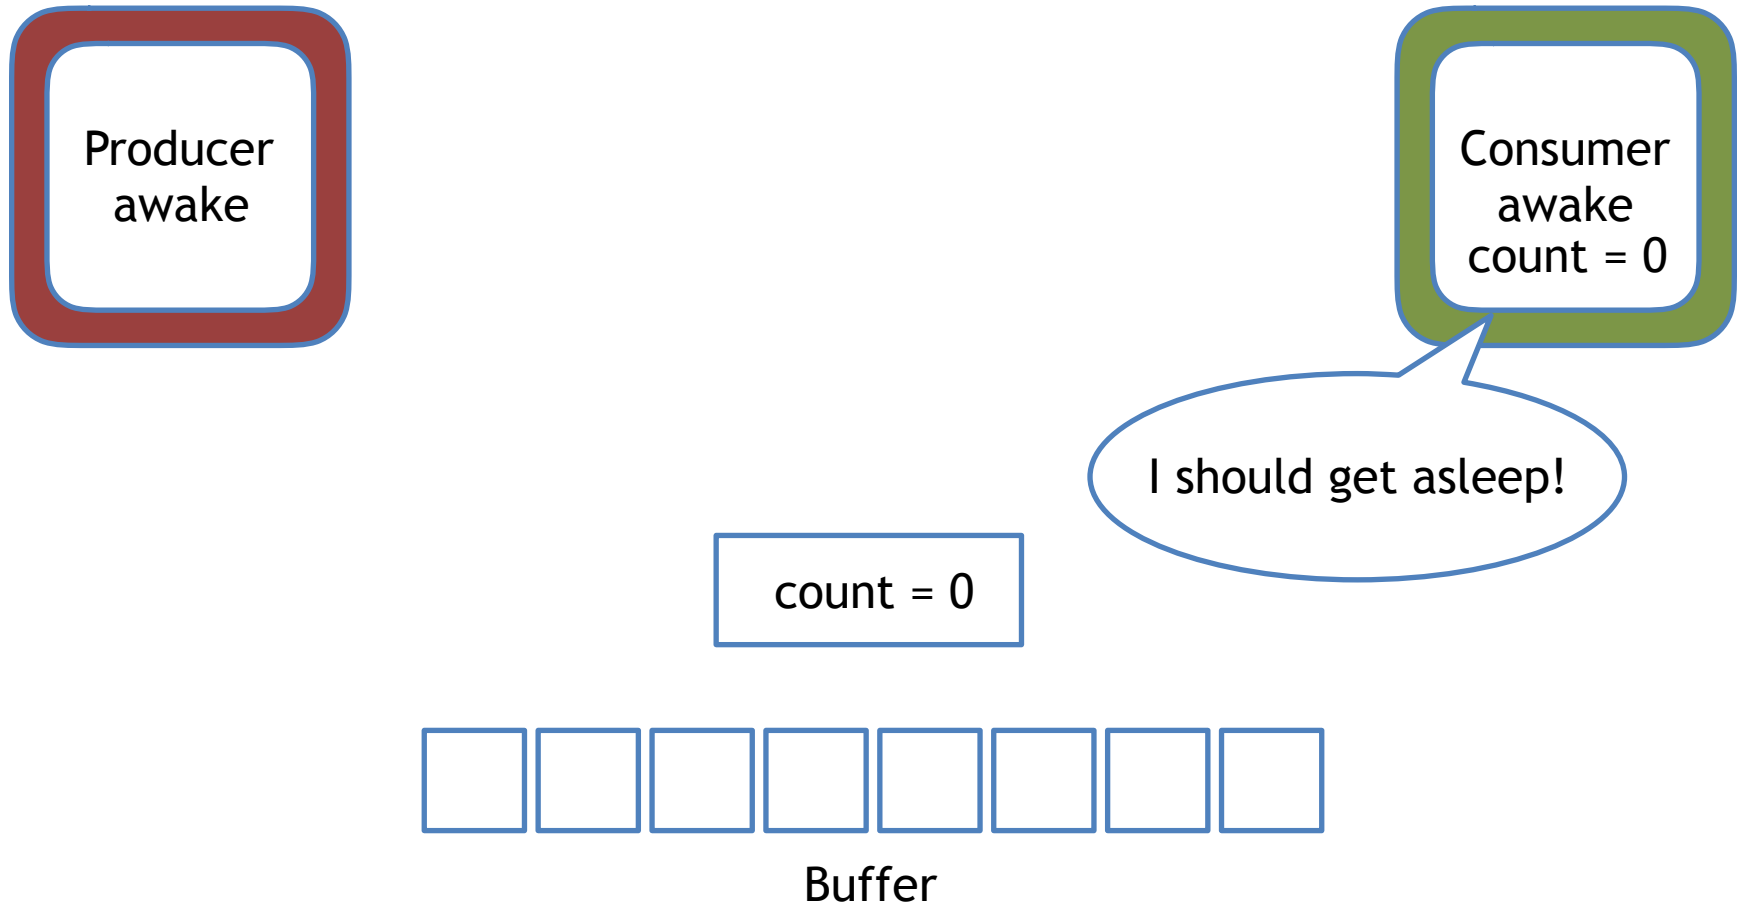 Producer
awake
Consumer
awake
count = 0
I should get asleep!
count = 0
Buffer